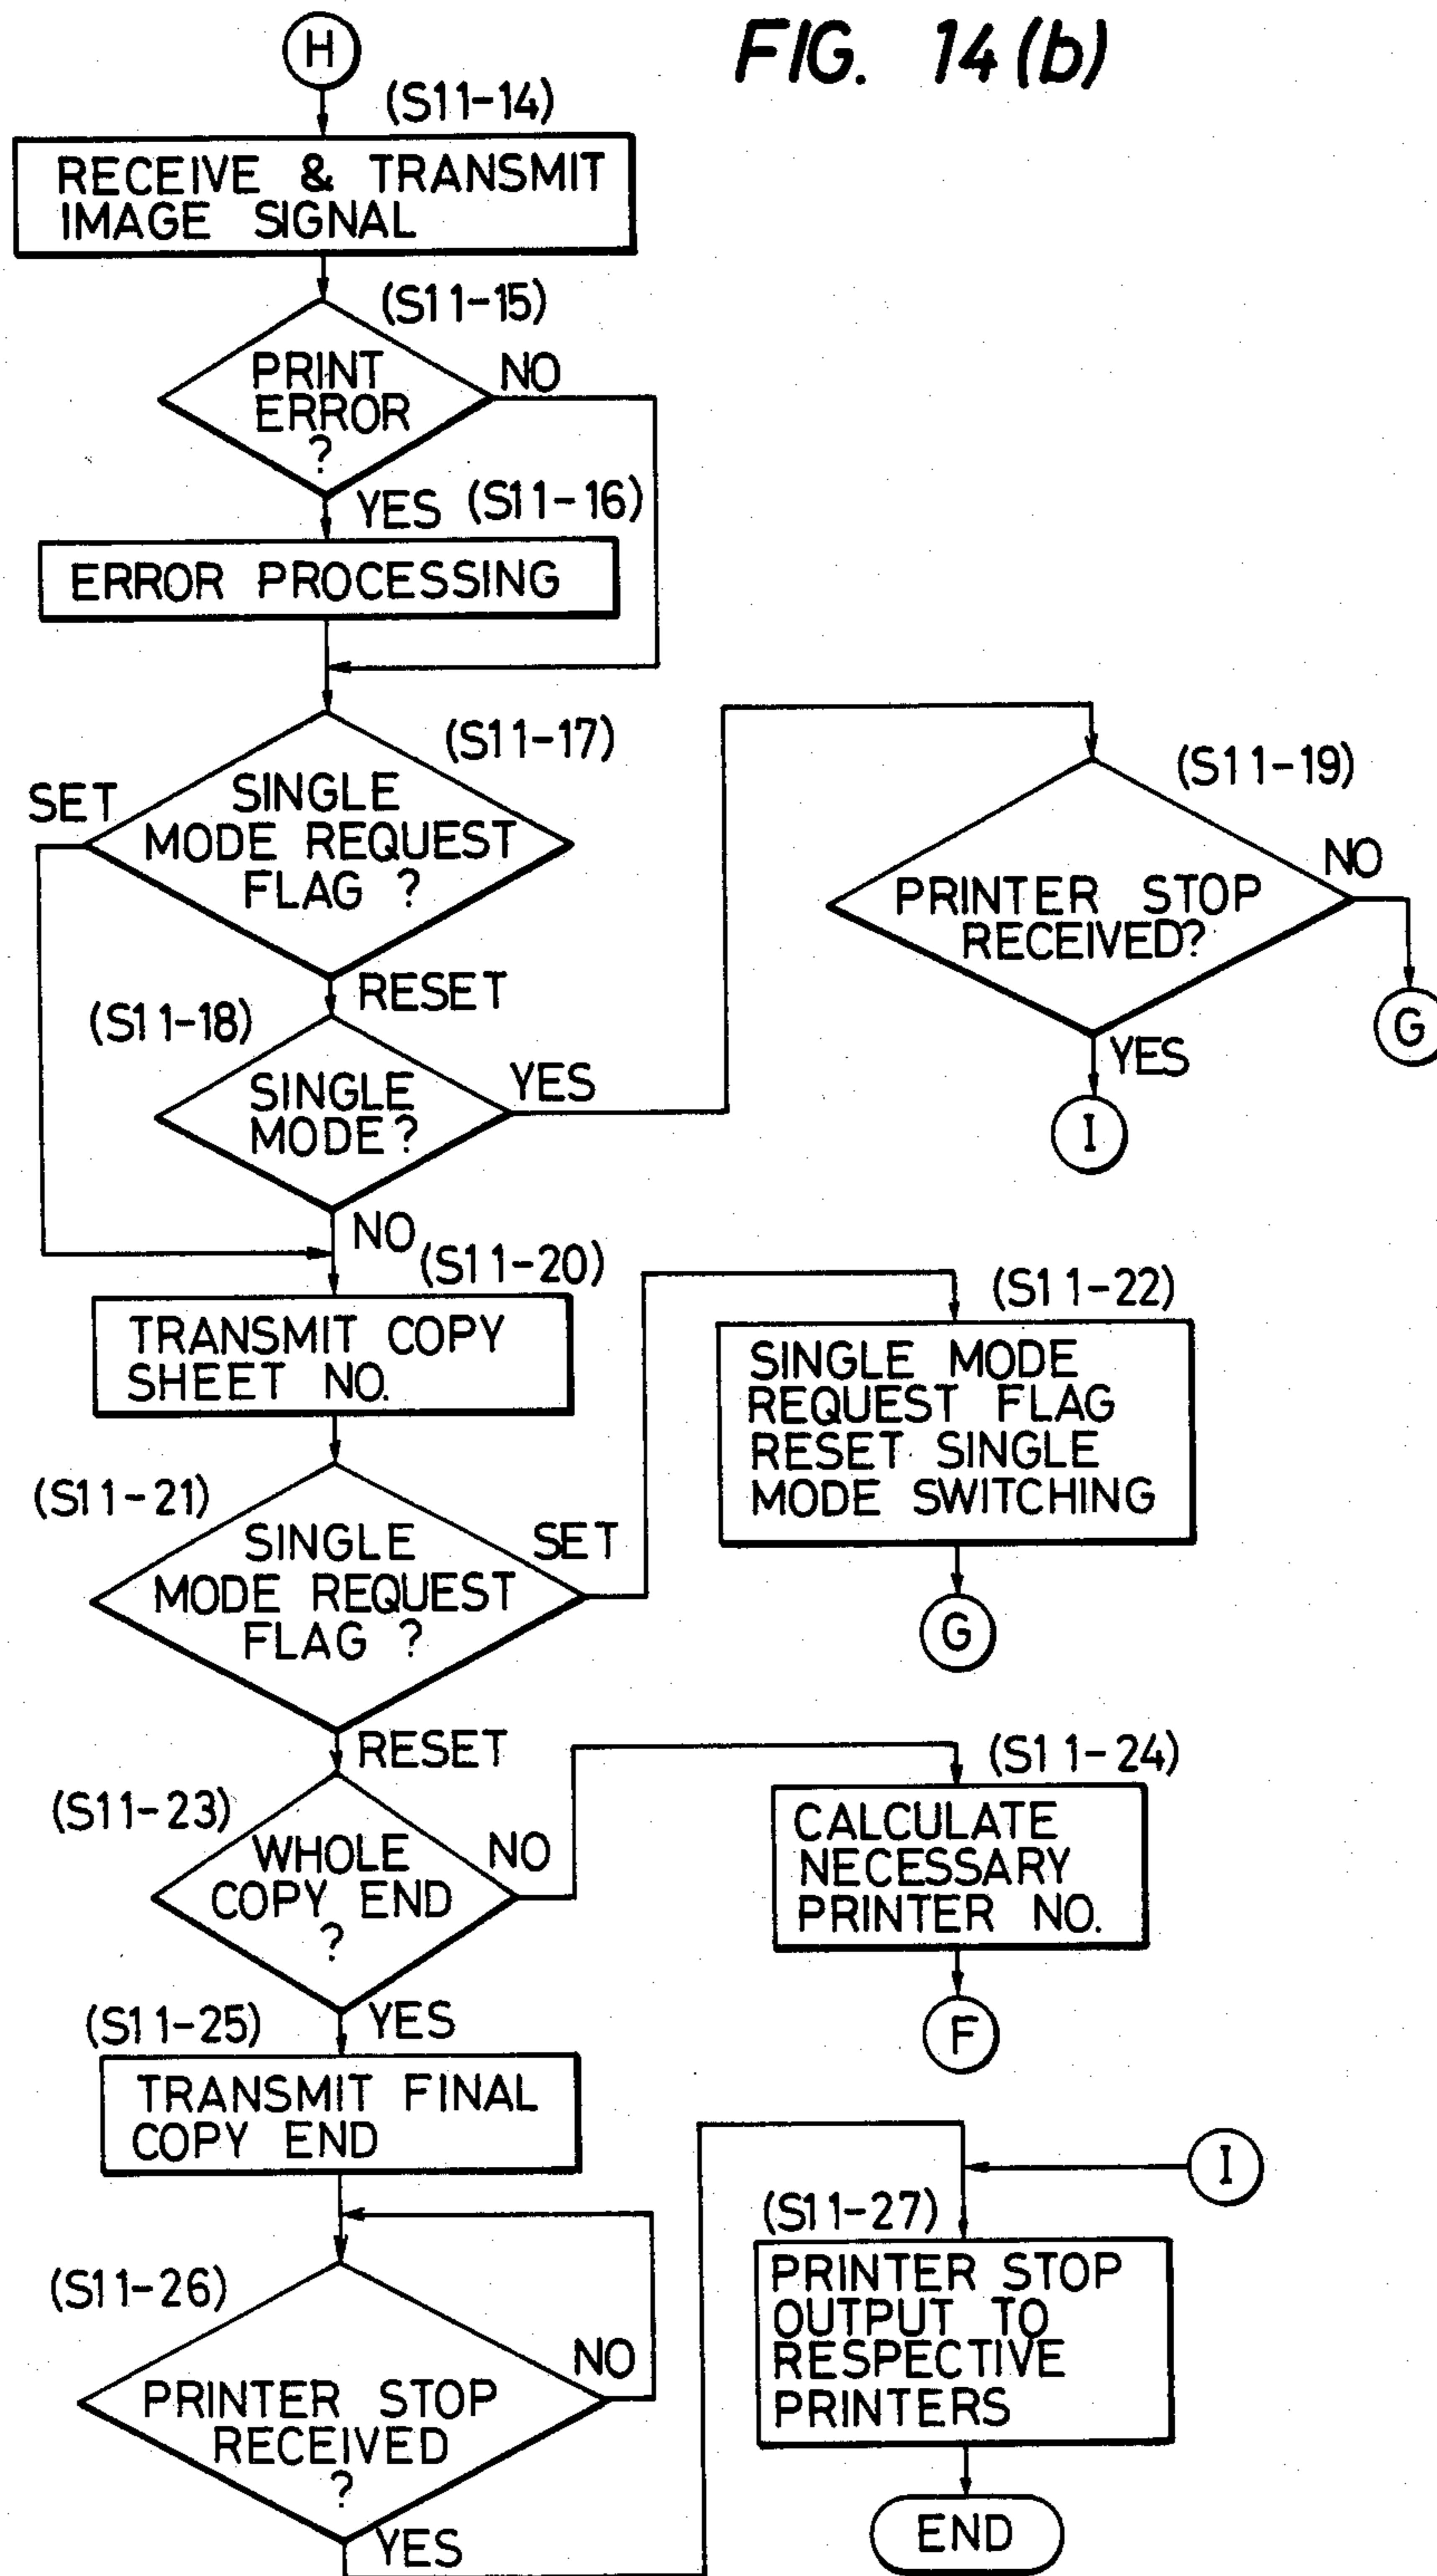 FIG. 14(b)
H
(S11-14)
RECEIVE & TRANSMIT
IMAGE SIGNAL
(S11-15)
PRINT
ERROR
?
NO
YES
(S11-16)
ERROR PROCESSING
(S11-17)
SET
SINGLE
MODE REQUEST
FLAG ?
RESET
(S11-18)
SINGLE
MODE?
YES
NO
(S11-19)
PRINTER STOP
RECEIVED?
NO
G
YES
I
(S11-20)
TRANSMIT COPY
SHEET NO.
(S11-21)
SINGLE
MODE REQUEST
FLAG ?
SET
RESET
(S11-22)
SINGLE MODE
REQUEST FLAG
RESET SINGLE
MODE SWITCHING
G
(S11-23)
WHOLE
COPY END
?
NO
YES
(S11-24)
CALCULATE
NECESSARY
PRINTER NO.
F
(S11-25)
TRANSMIT FINAL
COPY END
(S11-26)
PRINTER STOP
RECEIVED
?
NO
YES
I
(S11-27)
PRINTER STOP
OUTPUT TO
RESPECTIVE
PRINTERS
END